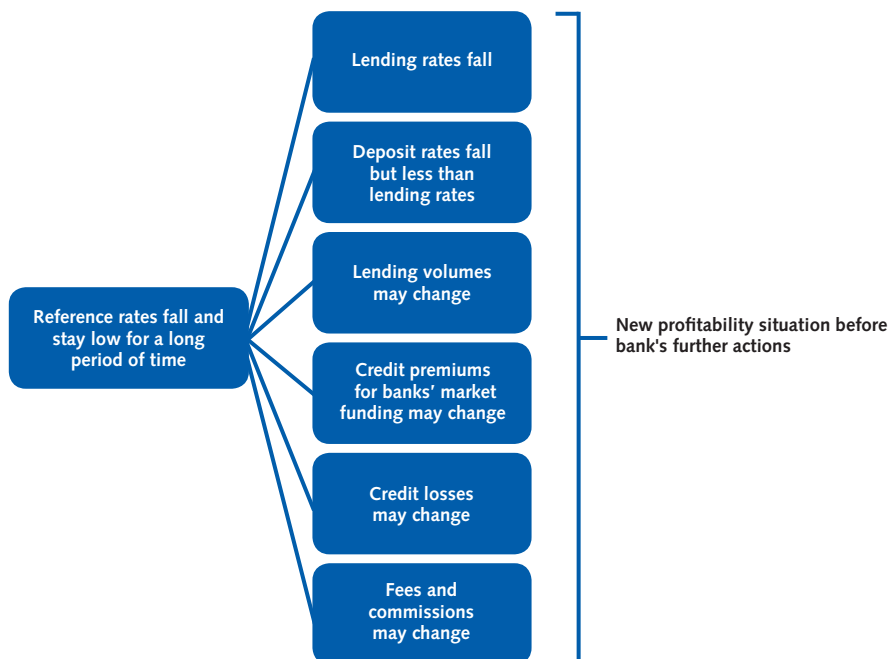 Lending rates fall
Deposit rates fall
but less than
lending rates
Lending volumes
may change
Reference rates fall and
stay low for a long
period of time
New profitability situation before
bank's further actions
Credit premiums
for banks’ market
funding may change
Credit losses
may change
Fees and
commissions
may change